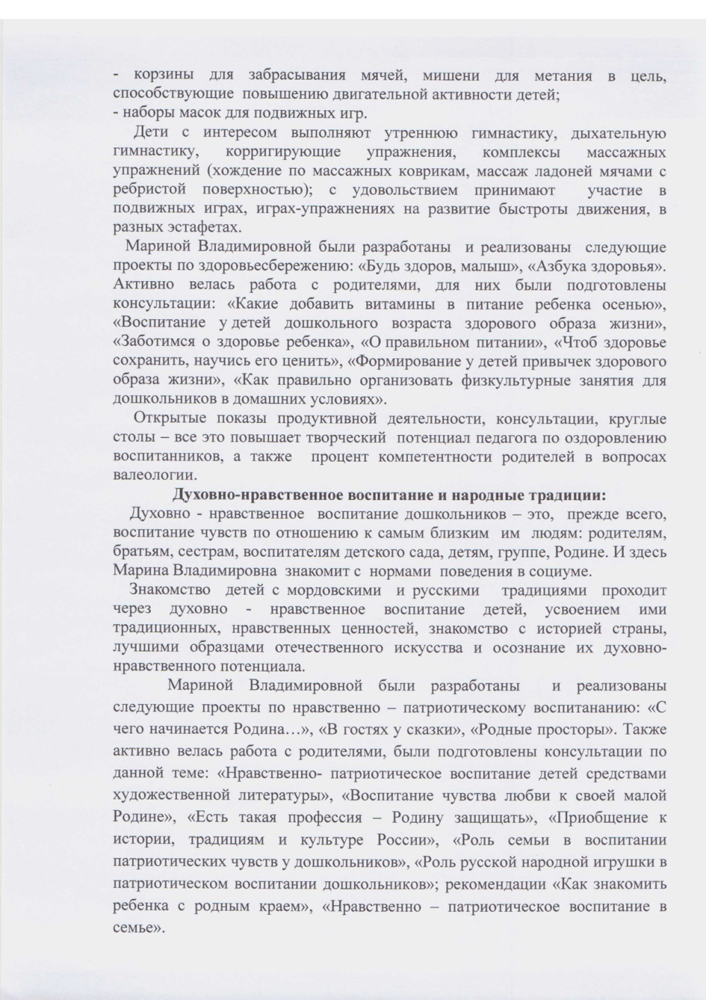 - корзины для забрасывания мячей, мишени для метания в цель,
способствующие повышению двигательной активности детей;
- наборы масок для подвижных игр.
Дети с интересом выполняют утреннюю гимнастику, дыхательную
гимнастику, корригирующие упражнения, комплексы массажных
упражнений (хождение по массажных коврикам, массаж ладоней мячами с
ребристой поверхностью); с удовольствием принимают участие в
подвижных играх, играх-упражнениях на развитие быстроты движения, в
разных эстафетах.
Мариной Владимировной были разработаны и реализованы следующие
проекты по здоровьесбережению: «Будь здоров, малыш», «Азбука здоровья».
Активно велась работа с родителями, для них были подготовлены
консультации: «Какие добавить витамины в питание ребенка осенью»,
«Воспитание у детей дошкольного возраста здорового образа жизни»,
«Заботимся о здоровье ребенка», «О правильном питании», «Чтоб здоровье
сохранить, научись его ценить», «Формирование у детей привычек здорового
образа жизни», «Как правильно организовать физкультурные занятия для
дошкольников в домашних условиях».
Открытые показы продуктивной деятельности, консультации, круглые
столы – все это повышает творческий потенциал педагога по оздоровлению
воспитанников, а также процент компетентности родителей в вопросах
валеологии.
Духовно-нравственное воспитание и народные традиции:
Духовно - нравственное воспитание дошкольников – это, прежде всего,
воспитание чувств по отношению к самым близким им людям: родителям,
братьям, сестрам, воспитателям детского сада, детям, группе, Родине. И здесь
Марина Владимировна знакомит с нормами поведения в социуме.
Знакомство детей с мордовскими и русскими традициями проходит
через духовно - нравственное воспитание детей, усвоением ими
традиционных, нравственных ценностей, знакомство с историей страны,
лучшими образцами отечественного искусства и осознание их духовно-
нравственного потенциала.
Мариной Владимировной были разработаны и реализованы
следующие проекты по нравственно – патриотическому воспитананию: «С
чего начинается Родина…», «В гостях у сказки», «Родные просторы». Также
активно велась работа с родителями, были подготовлены консультации по
данной теме: «Нравственно- патриотическое воспитание детей средствами
художественной литературы», «Воспитание чувства любви к своей малой
Родине», «Есть такая профессия – Родину защищать», «Приобщение к
истории, традициям и культуре России», «Роль семьи в воспитании
патриотических чувств у дошкольников», «Роль русской народной игрушки в
патриотическом воспитании дошкольников»; рекомендации «Как знакомить
ребенка с родным краем», «Нравственно – патриотическое воспитание в
семье».